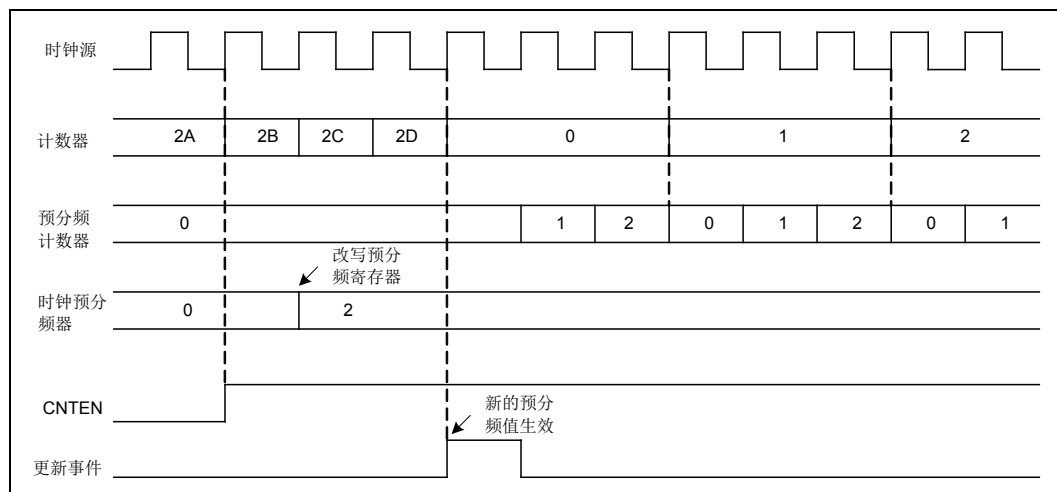 时钟源
计数器 2A 2B 2C 2D 0 1 2
预分频
计数器
0 1 2 0 1 2 0 1
改写预分
频寄存器
时钟预分
频器
0 2
CNTEN
新的预分
频值生效
更新事件